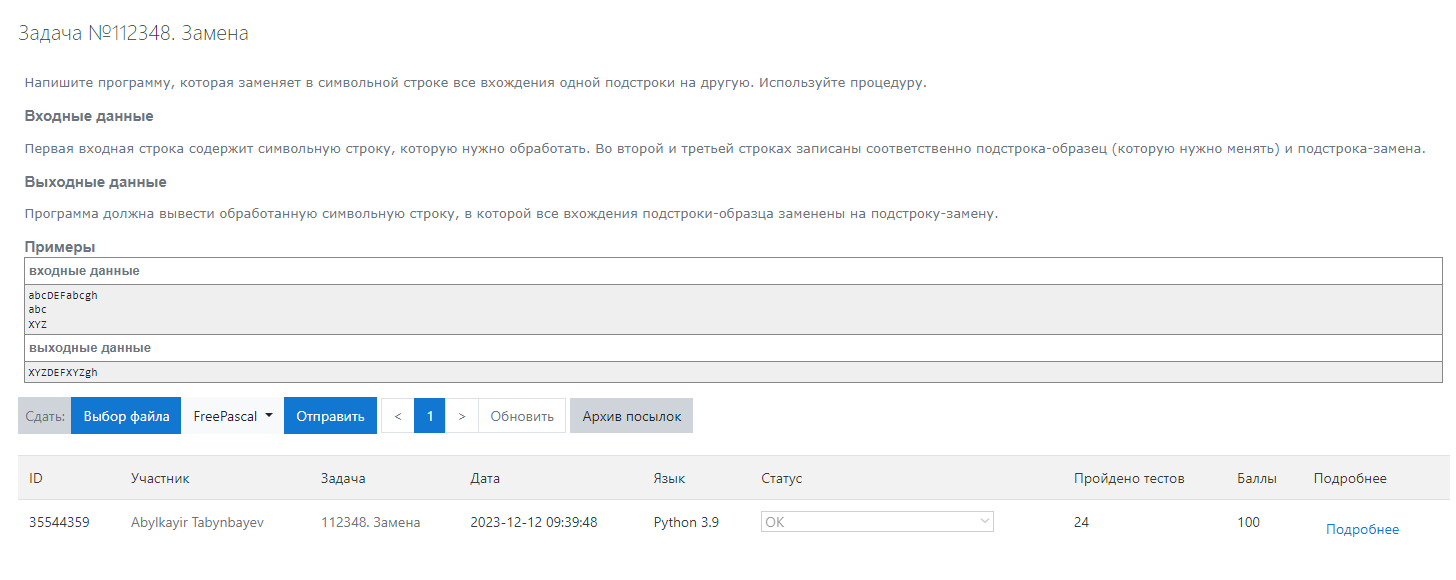 Задача №112348. Замена
Напишите программу, которая заменяет в символьной строке все вхождения одной подстроки на другую. Используйте процедуру.
Входные данные
Первая входная строка содержит символьную строку, которую нужно обработать. Во второй и третьей строках записаны соответственно подстрока-образец (которую нужно менять) и подстрока-замена.
Выходные данные
Программа должна вывести обработанную символьную строку, в которой все вхождения подстроки-образца заменены на подстроку-замену.
Примеры
входные данные
abcDEFabcgh
abc
XYZ
выходные данные
XYZDEFXYZgh
Сдать: Выбор файла FreePascal Отправить < 1 > Обновить Архив посылок
ID Участник Задача Дата Язык Статус Пройдено тестов Баллы Подробнее
35544359 Abylkayir Tabynbayev 112348. Замена 2023-12-12 09:39:48 Python 3.9 OK 24 100 Подробнее